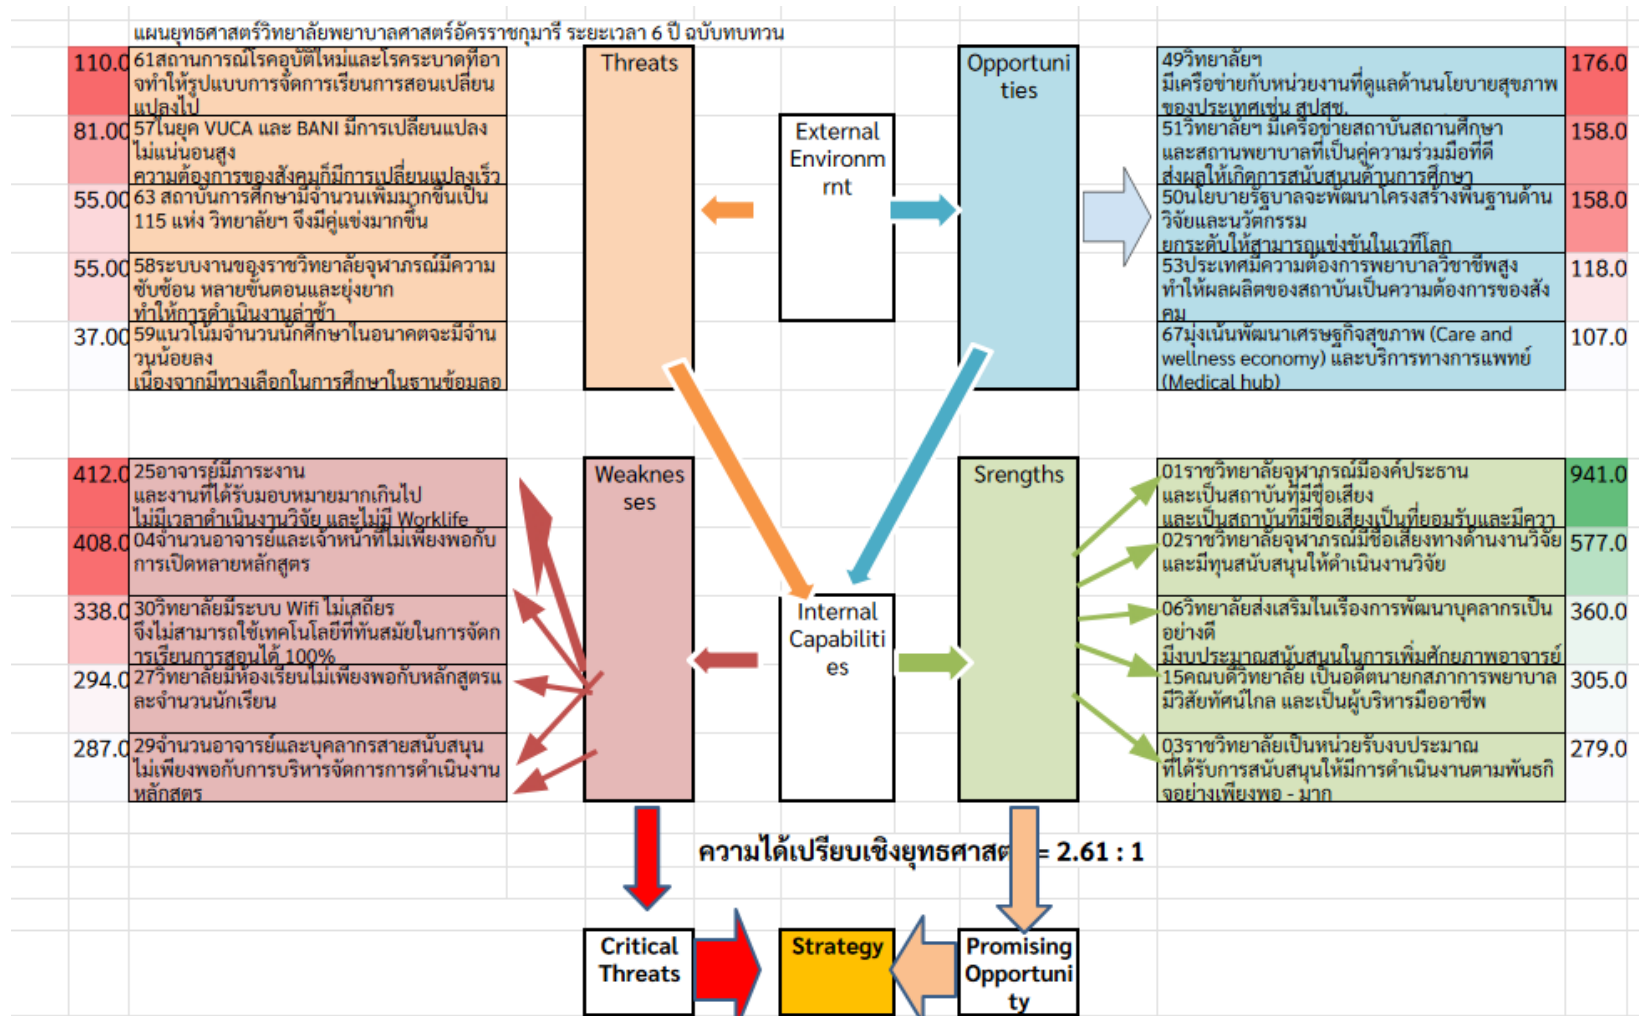 แผนยุทธศาสตร์วิทยาลัยพยาบาลศาสตร์อัครราชกุมารี ระยะเวลา 6 ปี ฉบับทบทวน
110.0
61สถานการณ์โรคอุบัติใหม่และโรคระบาดที่อา
จทำให้รูปแบบการจัดการเรียนการสอนเปลี่ยน
แปลงไป
81.00
57ในยุค VUCA และ BANI มีการเปลี่ยนแปลง
ไม่แน่นอนสูง
ความต้องการของสังคมก็มีการเปลี่ยนแปลงเร็ว
55.00
63 สถาบันการศึกษามีจำนวนเพิ่มมากขึ้นเป็น
115 แห่ง วิทยาลัยฯ จึงมีคู่แข่งมากขึ้น
55.00
58ระบบงานของราชวิทยาลัยจุฬาภรณ์มีความ
ซับซ้อน หลายขั้นตอนและยุ่งยาก
ทำให้การดำเนินงานล่าช้า
37.00
59แนวโน้มจำนวนนักศึกษาในอนาคตจะมีจำน
วนน้อยลง
เนื่องจากมีทางเลือกในการศึกษาในฐานข้อมูลอ
Threats
External
Environm
rnt
Opportuni
ties
49วิทยาลัยฯ
มีเครือข่ายกับหน่วยงานที่ดูแลด้านนโยบายสุขภาพ
ของประเทศเช่น สปสช.
176.0
51วิทยาลัยฯ มีเครือข่ายสถาบันสถานศึกษา
และสถานพยาบาลที่เป็นคู่ความร่วมมือที่ดี
ส่งผลให้เกิดการสนับสนุนด้านการศึกษา
158.0
50นโยบายรัฐบาลจะพัฒนาโครงสร้างพื้นฐานด้าน
วิจัยและนวัตกรรม
ยกระดับให้สามารถแข่งขันในเวทีโลก
158.0
53ประเทศมีความต้องการพยาบาลวิชาชีพสูง
ทำให้ผลผลิตของสถาบันเป็นความต้องการของสัง
คม
118.0
67มุ่งเน้นพัฒนาเศรษฐกิจสุขภาพ (Care and
wellness economy) และบริการทางการแพทย์
(Medical hub)
107.0
412.0
25อาจารย์มีภาระงาน
และงานที่ได้รับมอบหมายมากเกินไป
ไม่มีเวลาดำเนินงานวิจัย และไม่มี Worklife
408.0
04จำนวนอาจารย์และเจ้าหน้าที่ไม่เพียงพอกับ
การเปิดหลายหลักสูตร
338.0
30วิทยาลัยมีระบบ Wifi ไม่เสถียร
จึงไม่สามารถใช้เทคโนโลยีที่ทันสมัยในการจัดก
ารเรียนการสอนได้ 100%
294.0
27วิทยาลัยมีห้องเรียนไม่เพียงพอกับหลักสูตรแ
ละจำนวนนักเรียน
287.0
29จำนวนอาจารย์และบุคลากรสายสนับสนุน
ไม่เพียงพอกับการบริหารจัดการการดำเนินงาน
หลักสูตร
Weaknes
ses
Internal
Capabiliti
es
Srengths
01ราชวิทยาลัยจุฬาภรณ์มีองค์ประธาน
และเป็นสถาบันที่มีชื่อเสียง
และเป็นสถาบันที่มีชื่อเสียงเป็นที่ยอมรับและมีควา
941.0
02ราชวิทยาลัยจุฬาภรณ์มีชื่อเสียงทางด้านงานวิจัย
และมีทุนสนับสนุนให้ดำเนินงานวิจัย
577.0
06วิทยาลัยส่งเสริมในเรื่องการพัฒนาบุคลากรเป็น
อย่างดี
มีงบประมาณสนับสนุนในการเพิ่มศักยภาพอาจารย์
360.0
15คณบดีวิทยาลัย เป็นอดีตนายกสภาการพยาบาล
มีวิสัยทัศน์ไกล และเป็นผู้บริหารมืออาชีพ
305.0
03ราชวิทยาลัยเป็นหน่วยรับงบประมาณ
ที่ได้รับการสนับสนุนให้มีการดำเนินงานตามพันธกิ
จอย่างเพียงพอ - มาก
279.0
ความได้เปรียบเชิงยุทธศาสต = 2.61 : 1
Critical
Threats
Strategy
Promising
Opportuni
ty